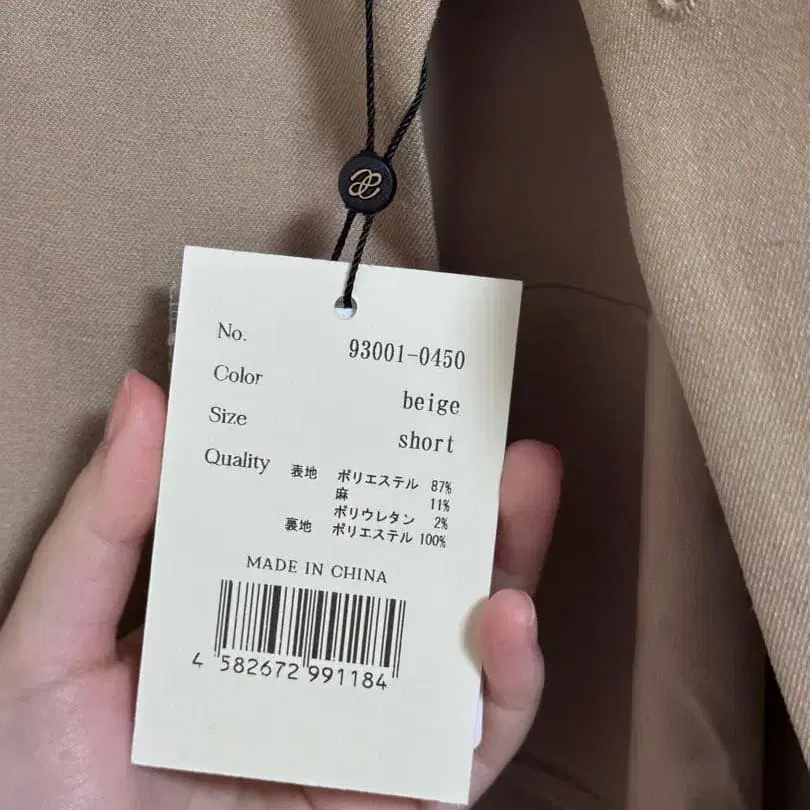 No. 93001-0450
Color beige
Size short
Quality 表地 ポリエステル 87%
麻 11%
ポリウレタン 2%
裏地 ポリエステル 100%
MADE IN CHINA
4 582672 991184